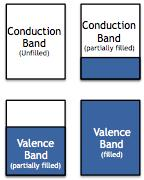 Conduction
Band
(Unfilled)
Conduction
Band
(partially filled)
Valence
Band
(partially filled)
Valence
Band
(filled)